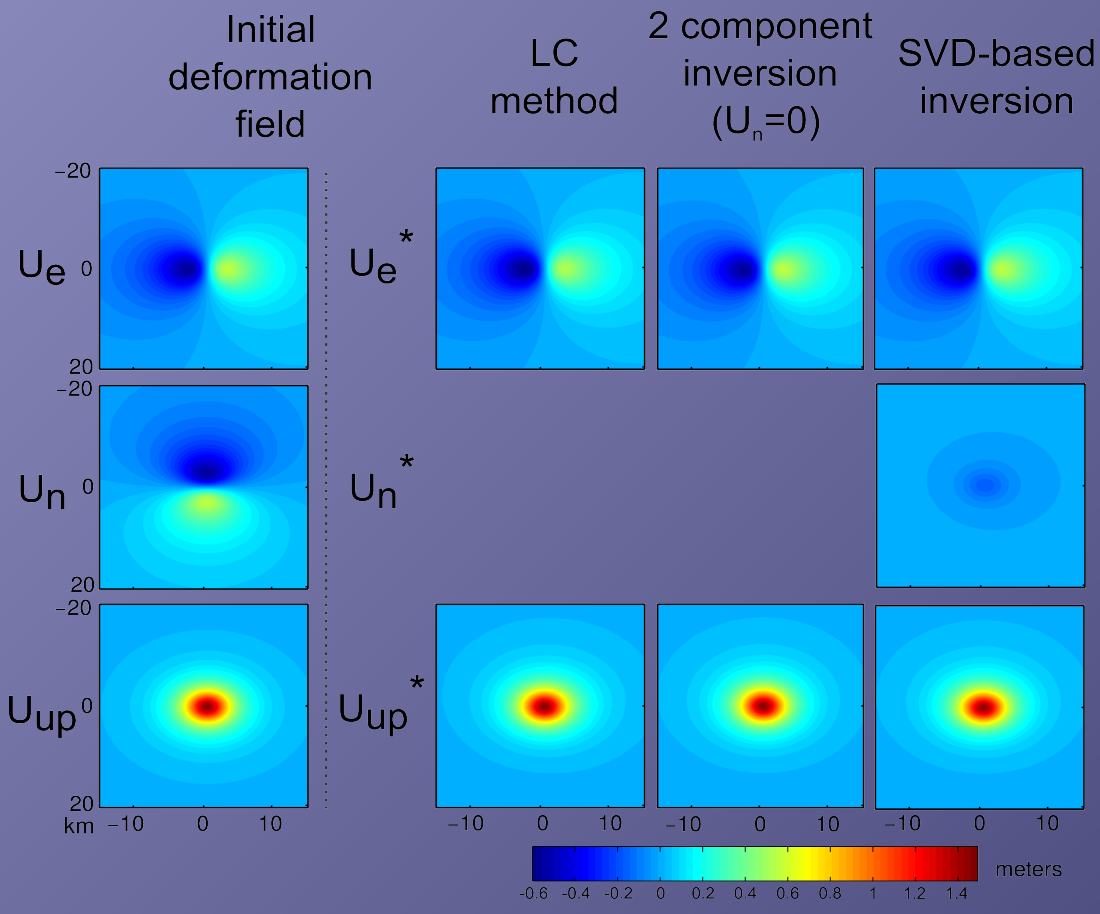 Initial
deformation
field
LC
method
2 component
inversion
(Un=0)
SVD-based
inversion
−20
Ue 0
20
Ue*
−20
Un 0
20
Un*
−20
Uup 0
20
Uup*
km −10 0 10
−10 0 10
−10 0 10
−10 0 10
-0.6 -0.4 -0.2 0 0.2 0.4 0.6 0.8 1 1.2 1.4
meters